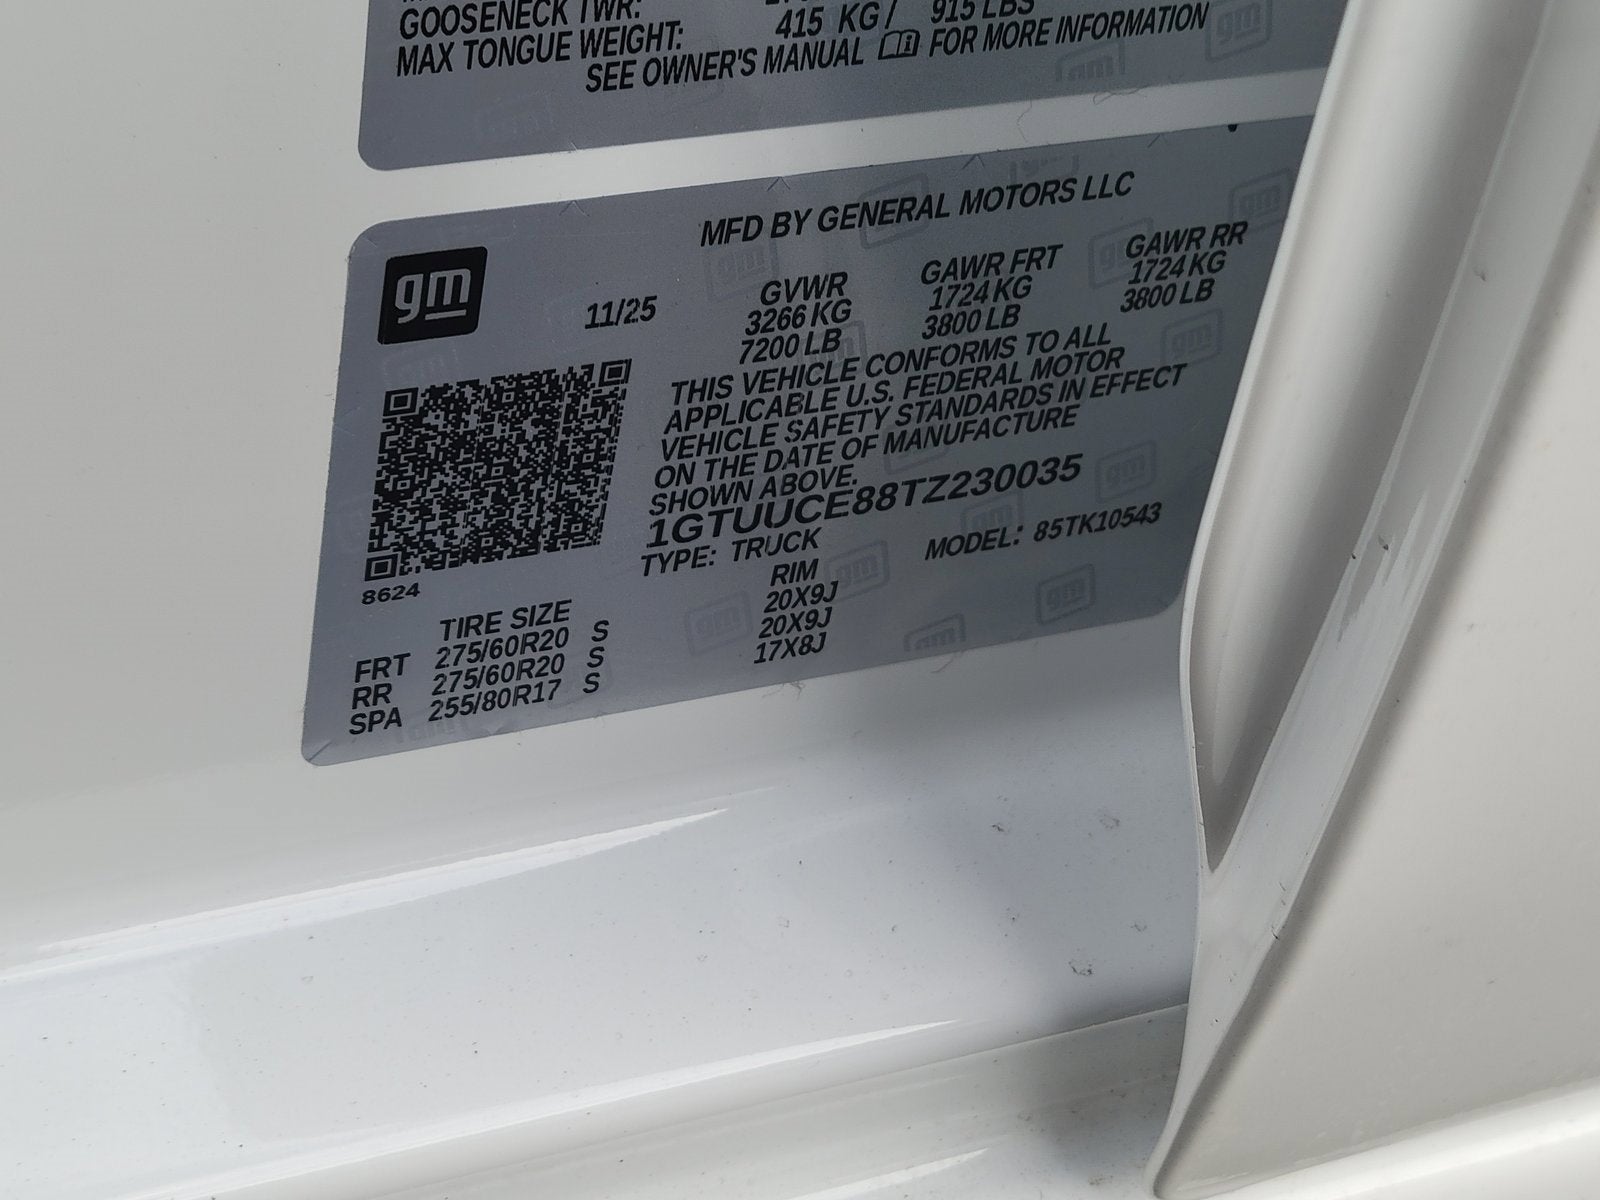 GOOSENECK TWR:
MAX TONGUE WEIGHT: 415 KG / 915 LBS
SEE OWNER'S MANUAL FOR MORE INFORMATION
MFD BY GENERAL MOTORS LLC
gm
11/25
GVWR GAWR FRT GAWR RR
3266 KG 1724 KG 1724 KG
7200 LB 3800 LB 3800 LB
THIS VEHICLE CONFORMS TO ALL
APPLICABLE U.S. FEDERAL MOTOR
VEHICLE SAFETY STANDARDS IN EFFECT
ON THE DATE OF MANUFACTURE
SHOWN ABOVE.
1GTUUCE88TZ230035
TYPE: TRUCK MODEL: 85TK10543
8624
TIRE SIZE RIM
FRT 275/60R20 S 20X9J
RR 275/60R20 S 20X9J
SPA 255/80R17 S 17X8J